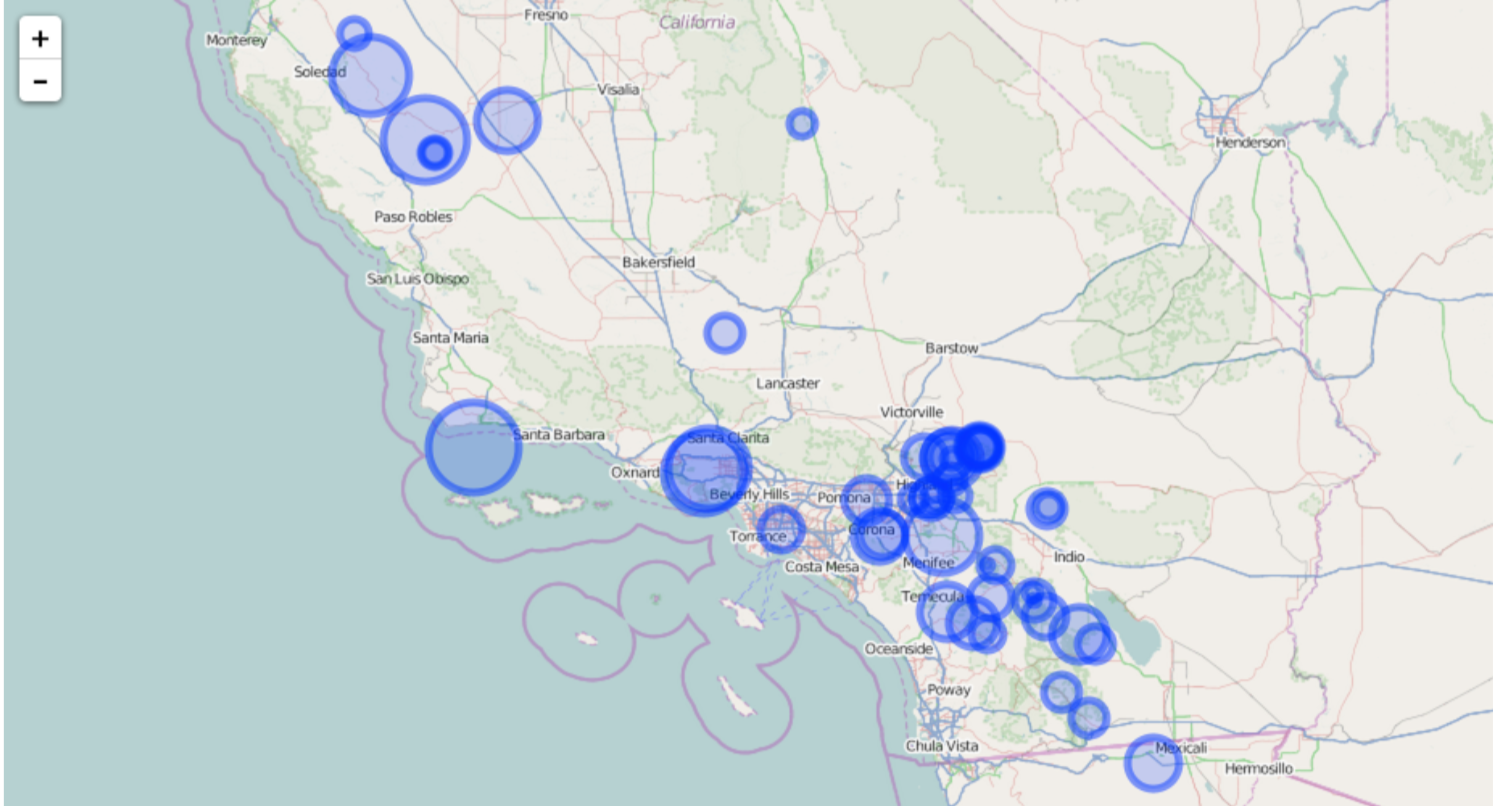 +
Fresno
California
Monterey
Soledad
Visalia
Henderson
Paso Robles
Bakersfield
San Luis Obispo
Santa Maria
Barstow
Lancaster
Victorville
Santa Barbara
Santa Clarita
Oxnard
Beverly Hills
Pomona
Corona
Torrance
Costa Mesa
Menifee
Indio
Temecula
Oceanside
Poway
Chula Vista
Mexicali
Hermosillo
−